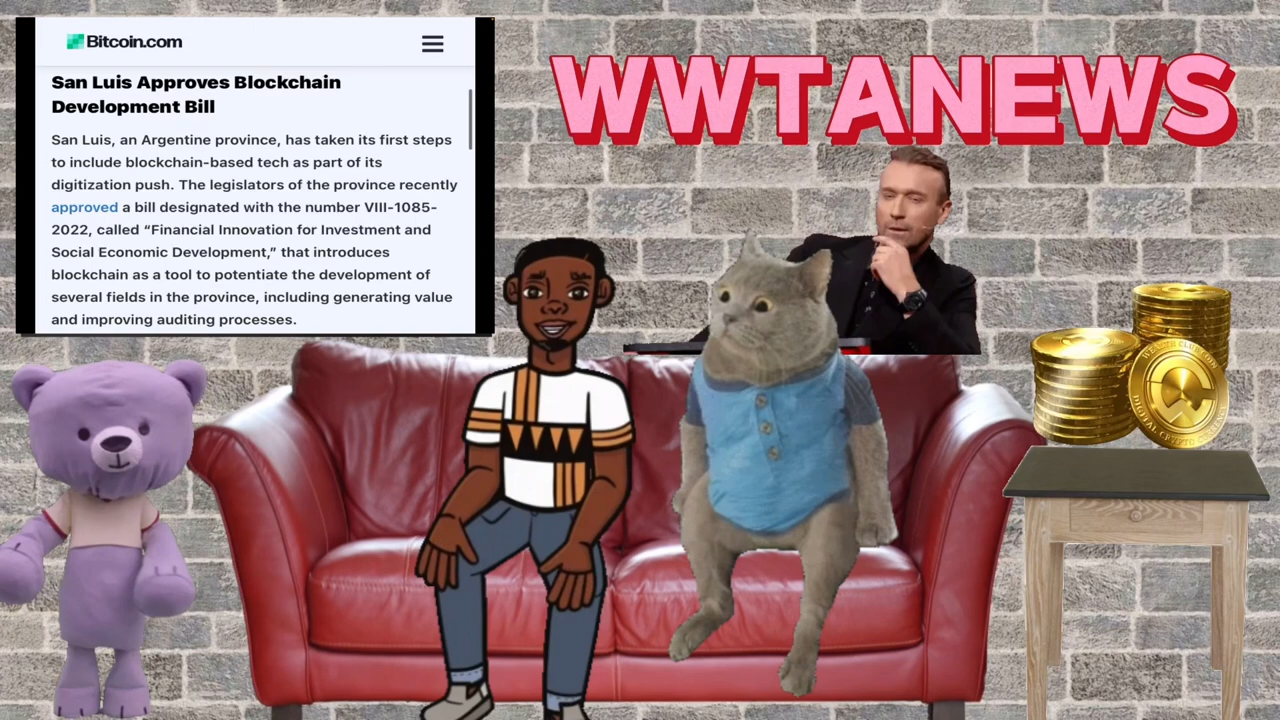 Bitcoin.com
San Luis Approves Blockchain
Development Bill
San Luis, an Argentine province, has taken its first steps
to include blockchain-based tech as part of its
digitization push. The legislators of the province recently
approved a bill designated with the number VIII-1085-
2022, called “Financial Innovation for Investment and
Social Economic Development,” that introduces
blockchain as a tool to potentiate the development of
several fields in the province, including generating value
and improving auditing processes.
WWTANEWS